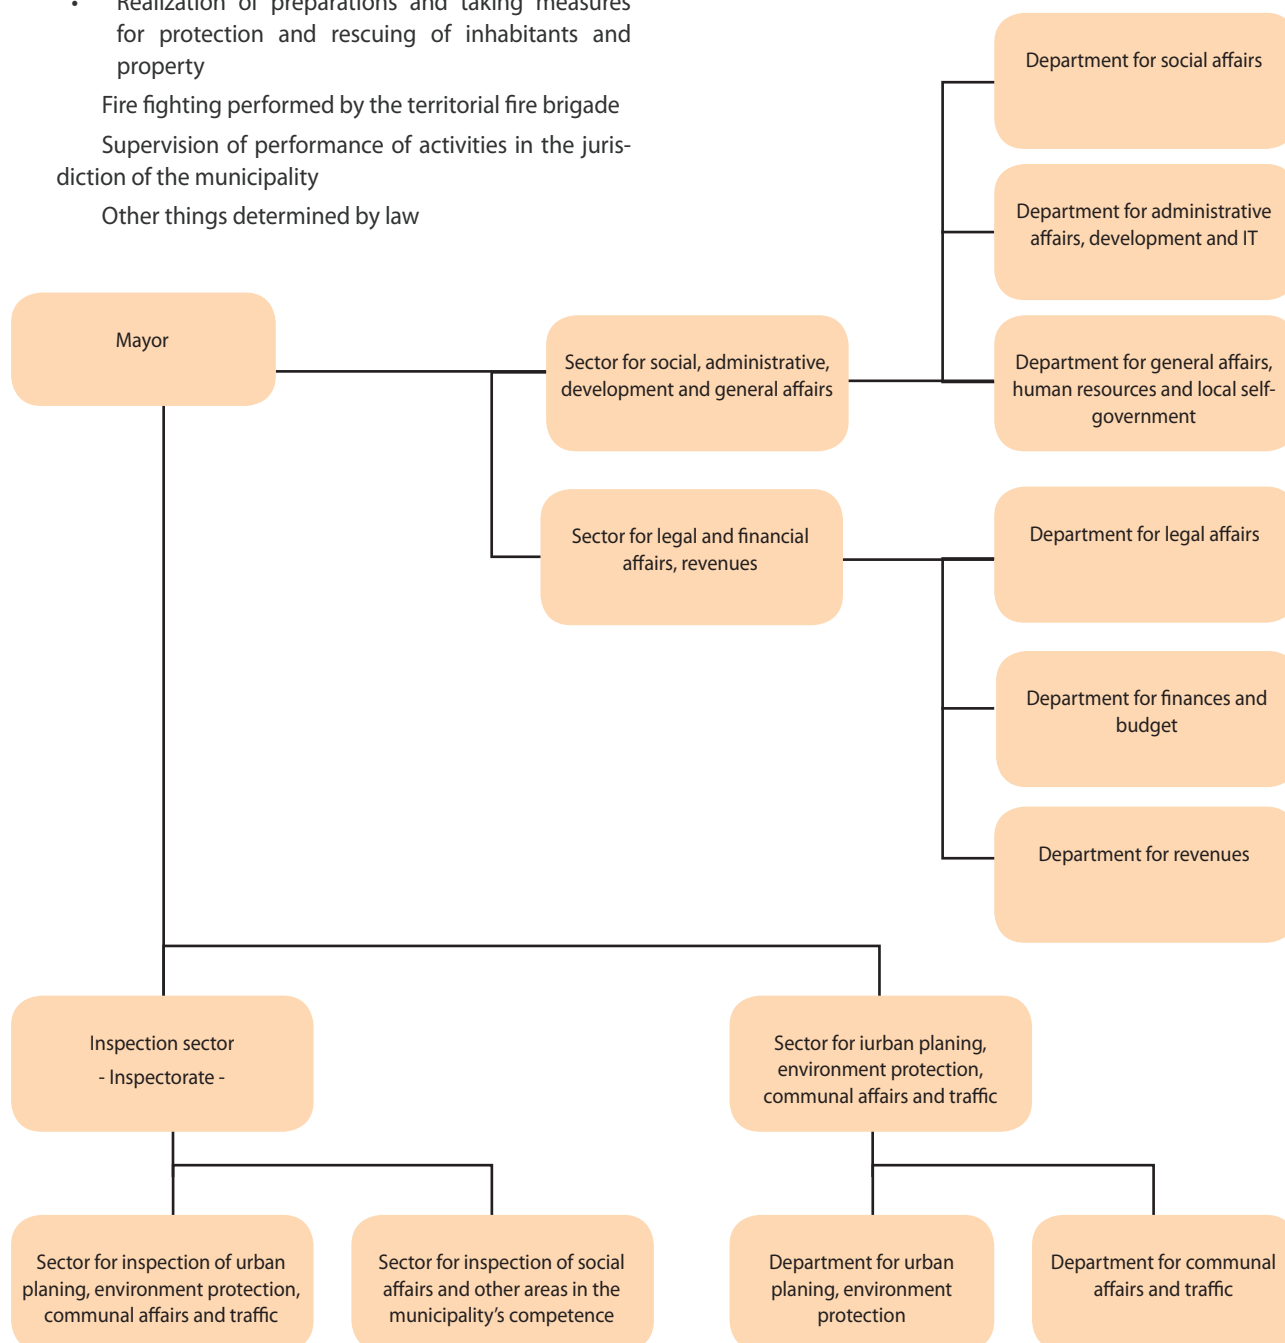 • Realization of preparations and taking measures
for protection and rescuing of inhabitants and
property
Fire fighting performed by the territorial fire brigade
Supervision of performance of activities in the juris-
diction of the municipality
Other things determined by law
Department for social affairs
Department for administrative
affairs, development and IT
Mayor
Sector for social, administrative,
development and general affairs
Department for general affairs,
human resources and local self-
government
Sector for legal and financial
affairs, revenues
Department for legal affairs
Department for finances and
budget
Department for revenues
Inspection sector
- Inspectorate -
Sector for iurban planing,
environment protection,
communal affairs and traffic
Sector for inspection of urban
planing, environment protection,
communal affairs and traffic
Sector for inspection of social
affairs and other areas in the
municipality’s competence
Department for urban
planing, environment
protection
Department for communal
affairs and traffic